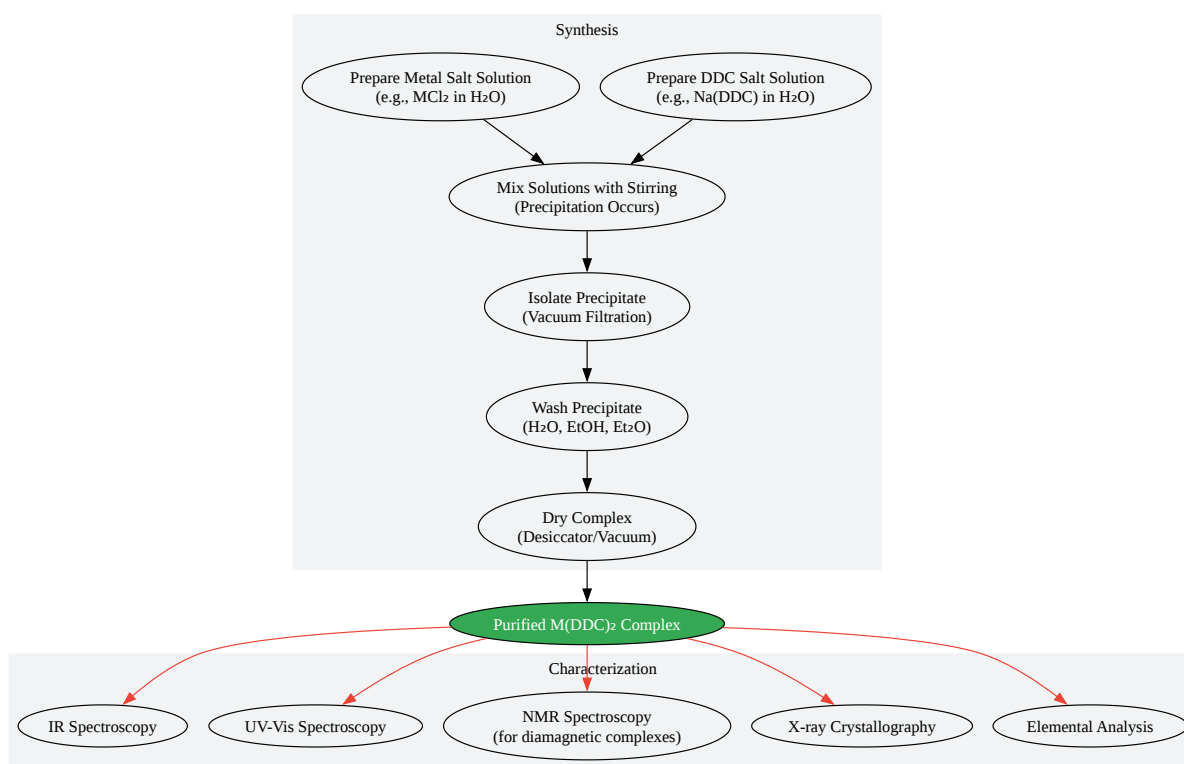 Synthesis
Prepare Metal Salt Solution
(e.g., MCl₂ in H₂O)
Prepare DDC Salt Solution
(e.g., Na(DDC) in H₂O)
Mix Solutions with Stirring
(Precipitation Occurs)
Isolate Precipitate
(Vacuum Filtration)
Wash Precipitate
(H₂O, EtOH, Et₂O)
Dry Complex
(Desiccator/Vacuum)
Purified M(DDC)₂ Complex
Characterization
IR Spectroscopy
UV-Vis Spectroscopy
NMR Spectroscopy
(for diamagnetic complexes)
X-ray Crystallography
Elemental Analysis